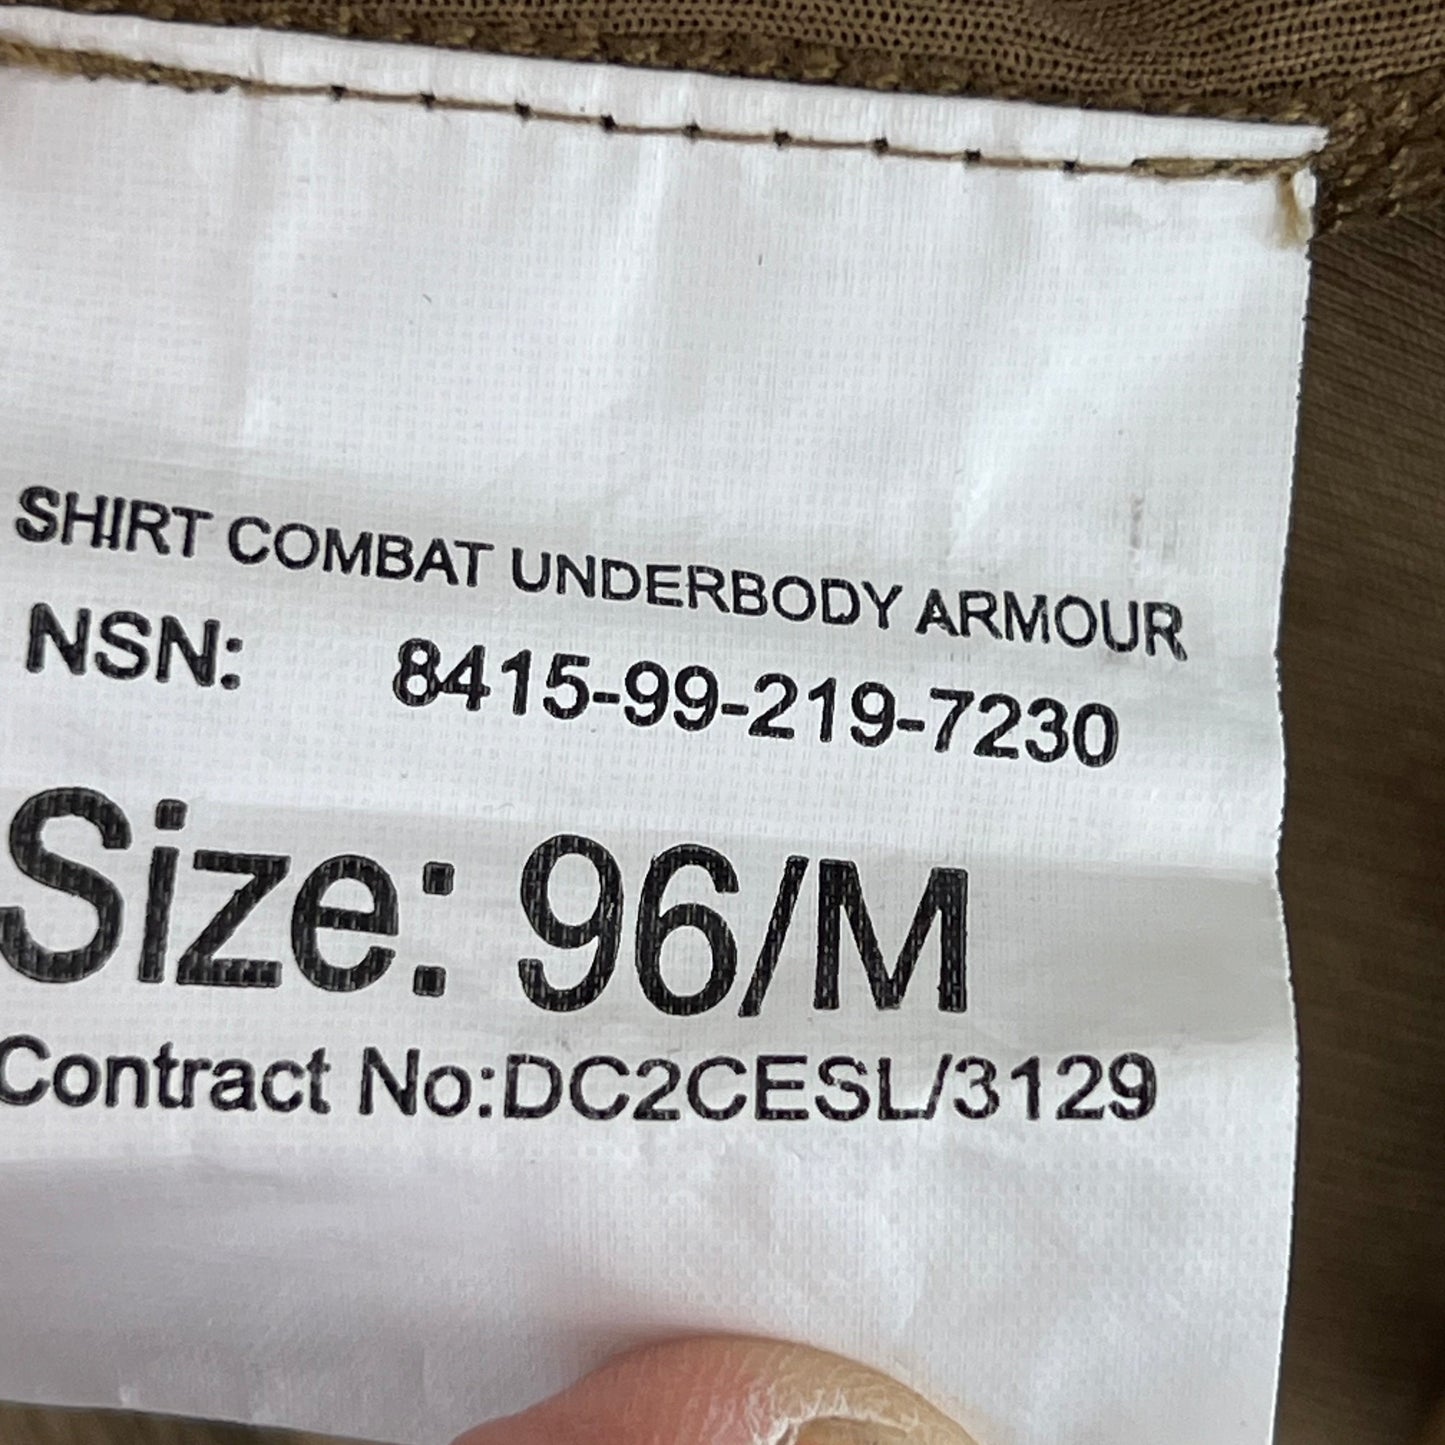 SHIRT COMBAT UNDERBODY ARMOUR
NSN: 8415-99-219-7230
Size: 96/M
Contract No:DC2CESL/3129